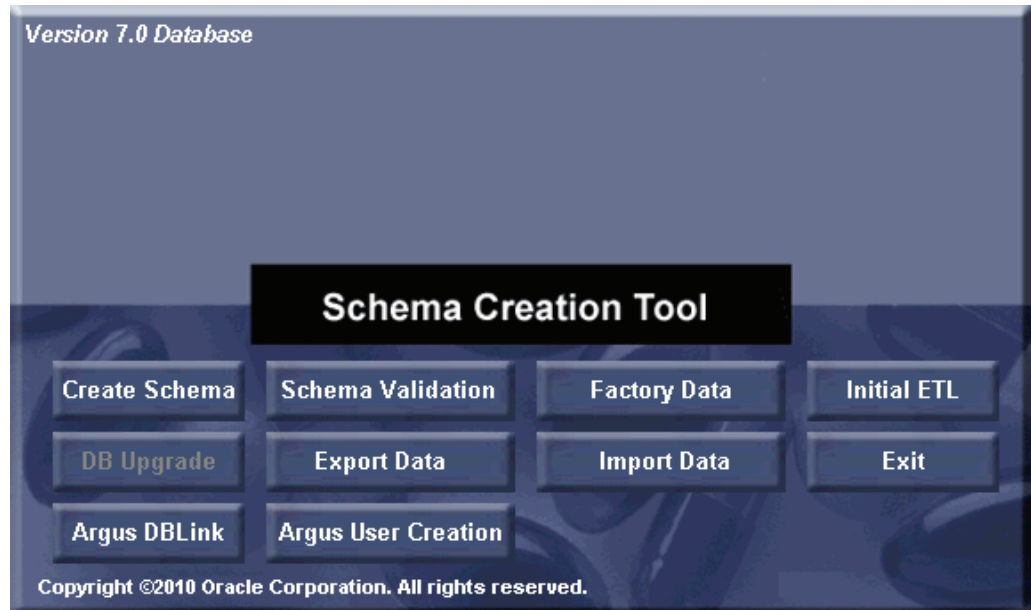 Version 7.0 Database
Schema Creation Tool
Create Schema
Schema Validation
Factory Data
Initial ETL
DB Upgrade
Export Data
Import Data
Exit
Argus DBLink
Argus User Creation
Copyright ©2010 Oracle Corporation. All rights reserved.